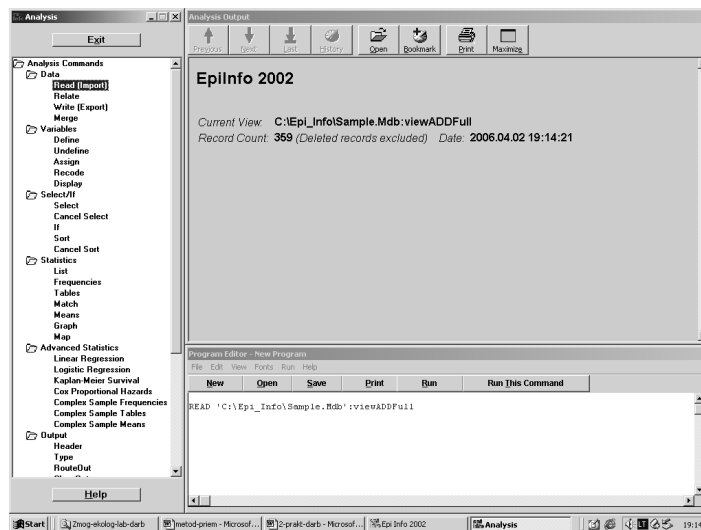 Analysis
Exit
Analysis Commands
Data
Read (Import)
Relate
Write (Export)
Merge
Variables
Define
Undefine
Assign
Recode
Display
Select/If
Select
Cancel Select
If
Sort
Cancel Sort
Statistics
List
Frequencies
Tables
Match
Means
Graph
Map
Advanced Statistics
Linear Regression
Logistic Regression
Kaplan-Meier Survival
Cox Proportional Hazards
Complex Sample Frequencies
Complex Sample Tables
Complex Sample Means
Output
Header
Type
RouteOut
Help
Analysis Output
Previous Next Last History Open Bookmark Print Maximize
EpiInfo 2002
Current View: C:\Epi_Info\Sample.Mdb:viewADDFull
Record Count: 359 (Deleted records excluded) Date: 2006.04.02 19:14:21
Program Editor - New Program
File Edit View Fonts Run Help
New Open Save Print Run Run This Command
READ 'C:\Epi_Info\Sample.Mdb':viewADDFull
Start Zmog-ekolog-lab-darb metod-priem - Microsof... 2-prakt-darb - Microsof... Epi Info 2002 Analysis LT 19:14